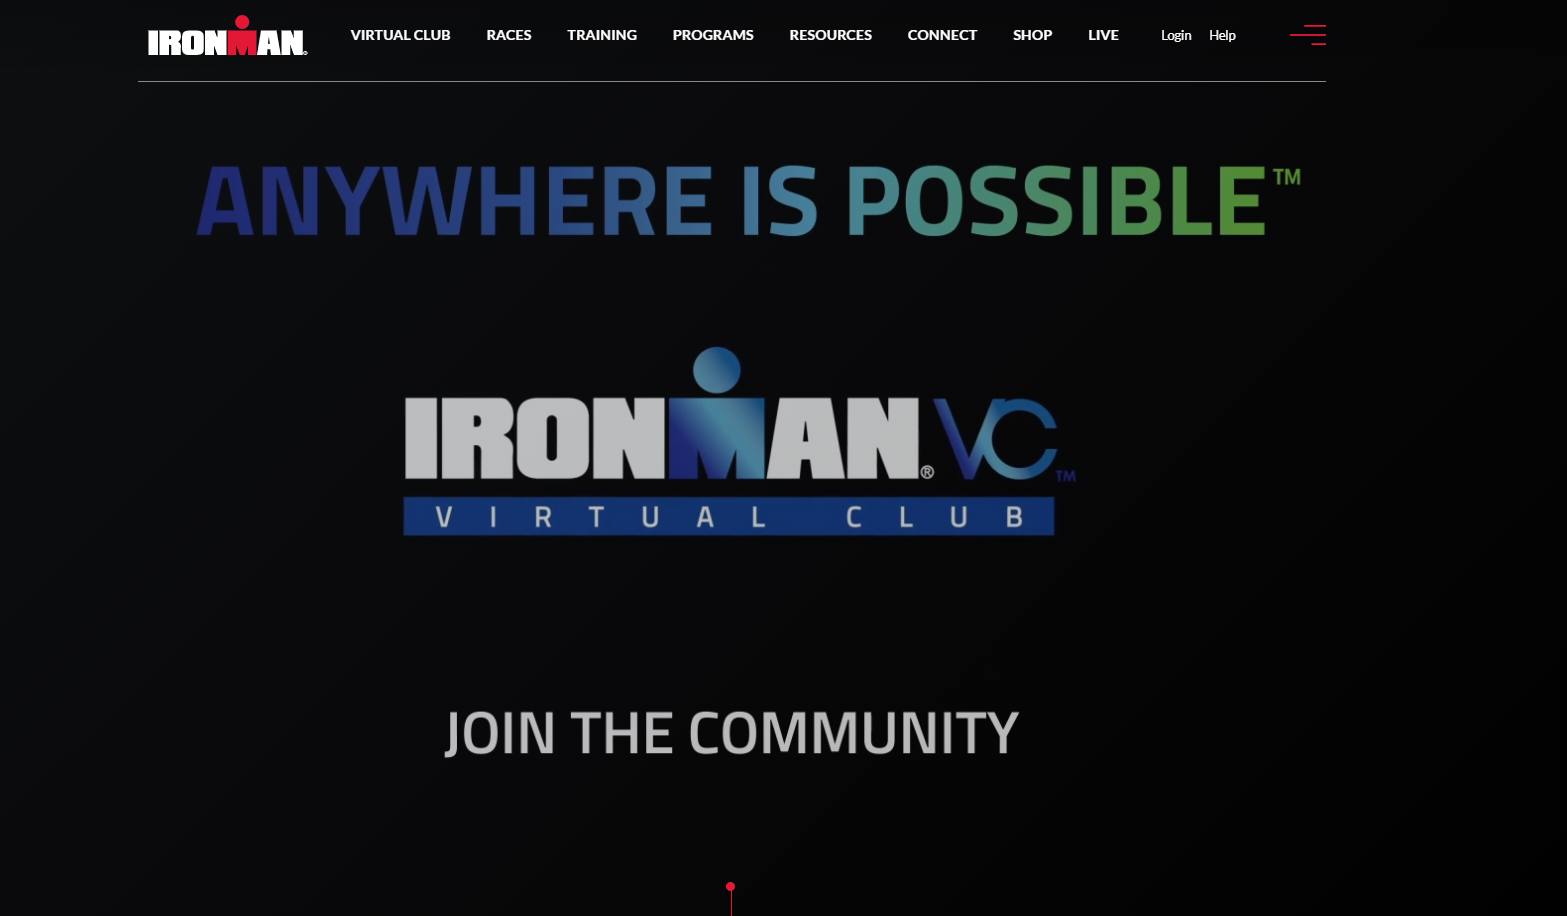 IRONMAN® VIRTUAL CLUB RACES TRAINING PROGRAMS RESOURCES CONNECT SHOP LIVE Login Help
ANYWHERE IS POSSIBLE™
IRONMAN® VC™
VIRTUAL CLUB
JOIN THE COMMUNITY